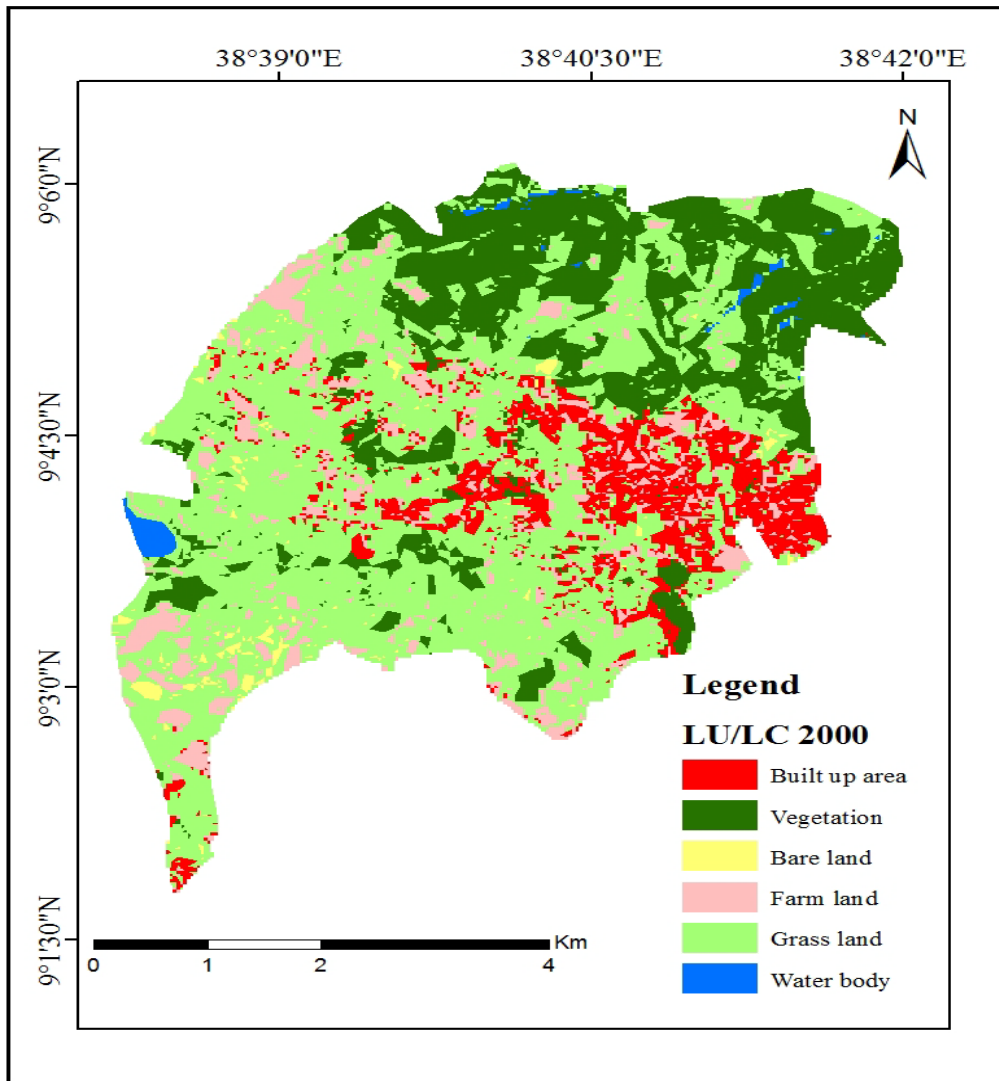 38°39'0"E 38°40'30"E 38°42'0"E
N
9°6'0"N
9°4'30"N
9°3'0"N
9°1'30"N
Legend
LU/LC 2000
Built up area
Vegetation
Bare land
Farm land
Grass land
Water body
Km
0 1 2 4